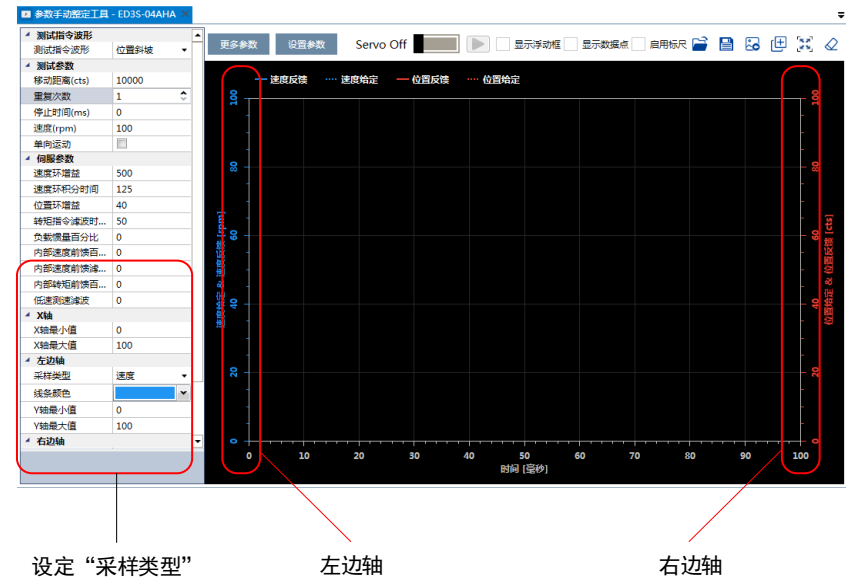 参数手动整定工具 - ED3S-04AHA
测试指令波形
测试指令波形 位置斜坡
测试参数
移动距离(cts) 10000
重复次数 1
停止时间(ms) 0
速度(rpm) 100
单向运动
伺服参数
速度环增益 500
速度环积分时间 125
位置环增益 40
转矩指令滤波时... 50
负载惯量百分比 0
内部速度前馈百... 0
内部速度前馈滤... 0
内部转矩前馈百... 0
低速测速滤波 0
X轴
X轴最小值 0
X轴最大值 100
左边轴
采样类型 速度
线条颜色
Y轴最小值 0
Y轴最大值 100
右边轴
更多参数 设置参数 Servo Off 显示浮动框 显示数据点 启用标尺
速度反馈 速度给定 位置反馈 位置给定
100
80
60
40
20
0
速度给定 & 速度反馈 [rpm]
100
80
60
40
20
0
位置给定 & 位置反馈 [cts]
0 10 20 30 40 50 60 70 80 90 100
时间 [毫秒]
设定“采样类型” 左边轴 右边轴